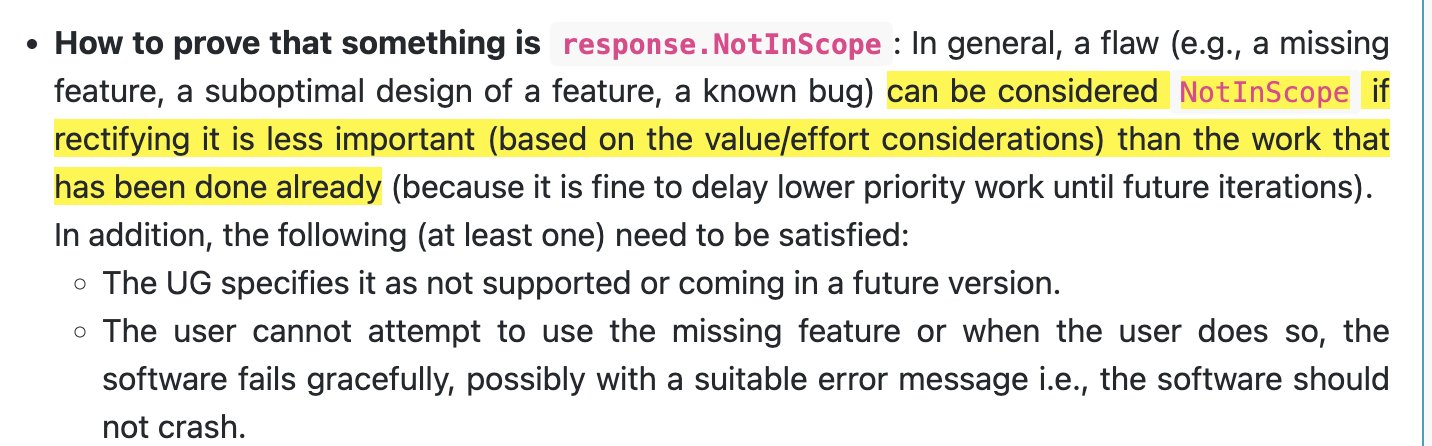 • How to prove that something is response.NotInScope: In general, a flaw (e.g., a missing
feature, a suboptimal design of a feature, a known bug) can be considered NotInScope if
rectifying it is less important (based on the value/effort considerations) than the work that
has been done already (because it is fine to delay lower priority work until future iterations).
In addition, the following (at least one) need to be satisfied:
○ The UG specifies it as not supported or coming in a future version.
○ The user cannot attempt to use the missing feature or when the user does so, the
software fails gracefully, possibly with a suitable error message i.e., the software should
not crash.